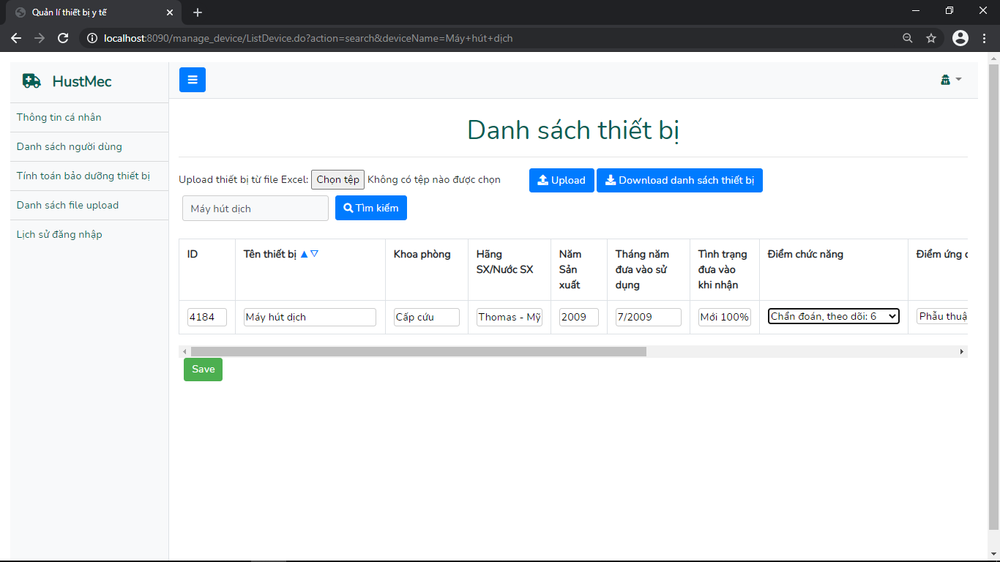 Quản lí thiết bị y tế
localhost:8090/manage_device/ListDevice.do?action=search&deviceName=Máy+hút+dịch
HustMec
Thông tin cá nhân
Danh sách người dùng
Tính toán bảo dưỡng thiết bị
Danh sách file upload
Lịch sử đăng nhập
Danh sách thiết bị
Upload thiết bị từ file Excel: Chọn tệp Không có tệp nào được chọn Upload Download danh sách thiết bị
Máy hút dịch Tìm kiếm
ID Tên thiết bị ▲▽ Khoa phòng Hãng SX/Nước SX Năm Sản xuất Tháng năm đưa vào sử dụng Tình trạng đưa vào khi nhận Điểm chức năng Điểm ứng
4184 Máy hút dịch Cấp cứu Thomas - Mỹ 2009 7/2009 Mới 100% Chẩn đoán, theo dõi: 6 Phẫu
Save